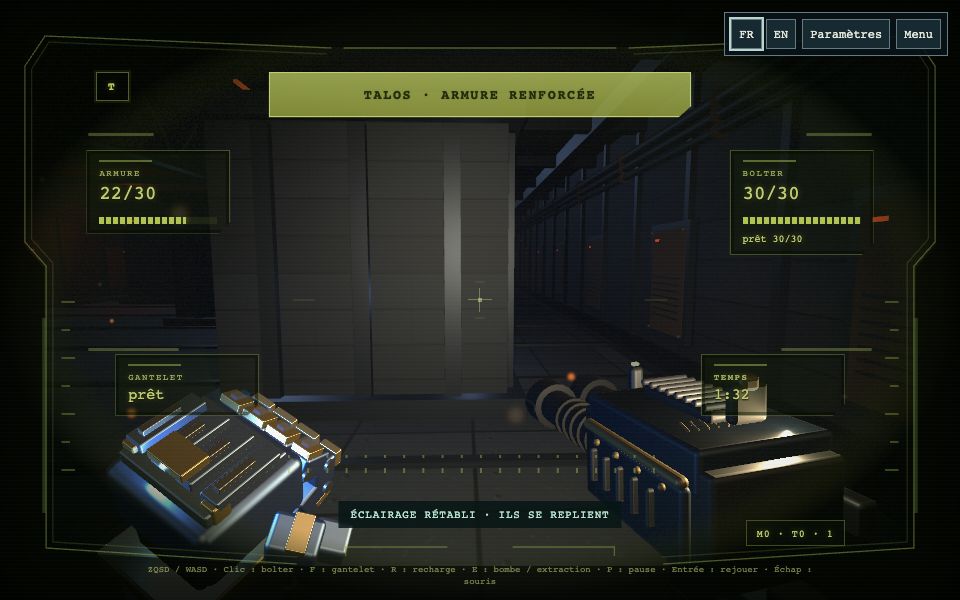 FR EN Paramètres Menu
T
TALOS · ARMURE RENFORCÉE
ARMURE
22/30
BOLTER
30/30
prêt 30/30
GANTELET
prêt
TEMPS
1:32
ÉCLAIRAGE RÉTABLI · ILS SE REPLIENT
M0 · T0 · 1
ZQSD / WASD · Clic : bolter · F : gantelet · R : recharge · E : bombe / extraction · P : pause · Entrée : rejouer · Échap :
souris